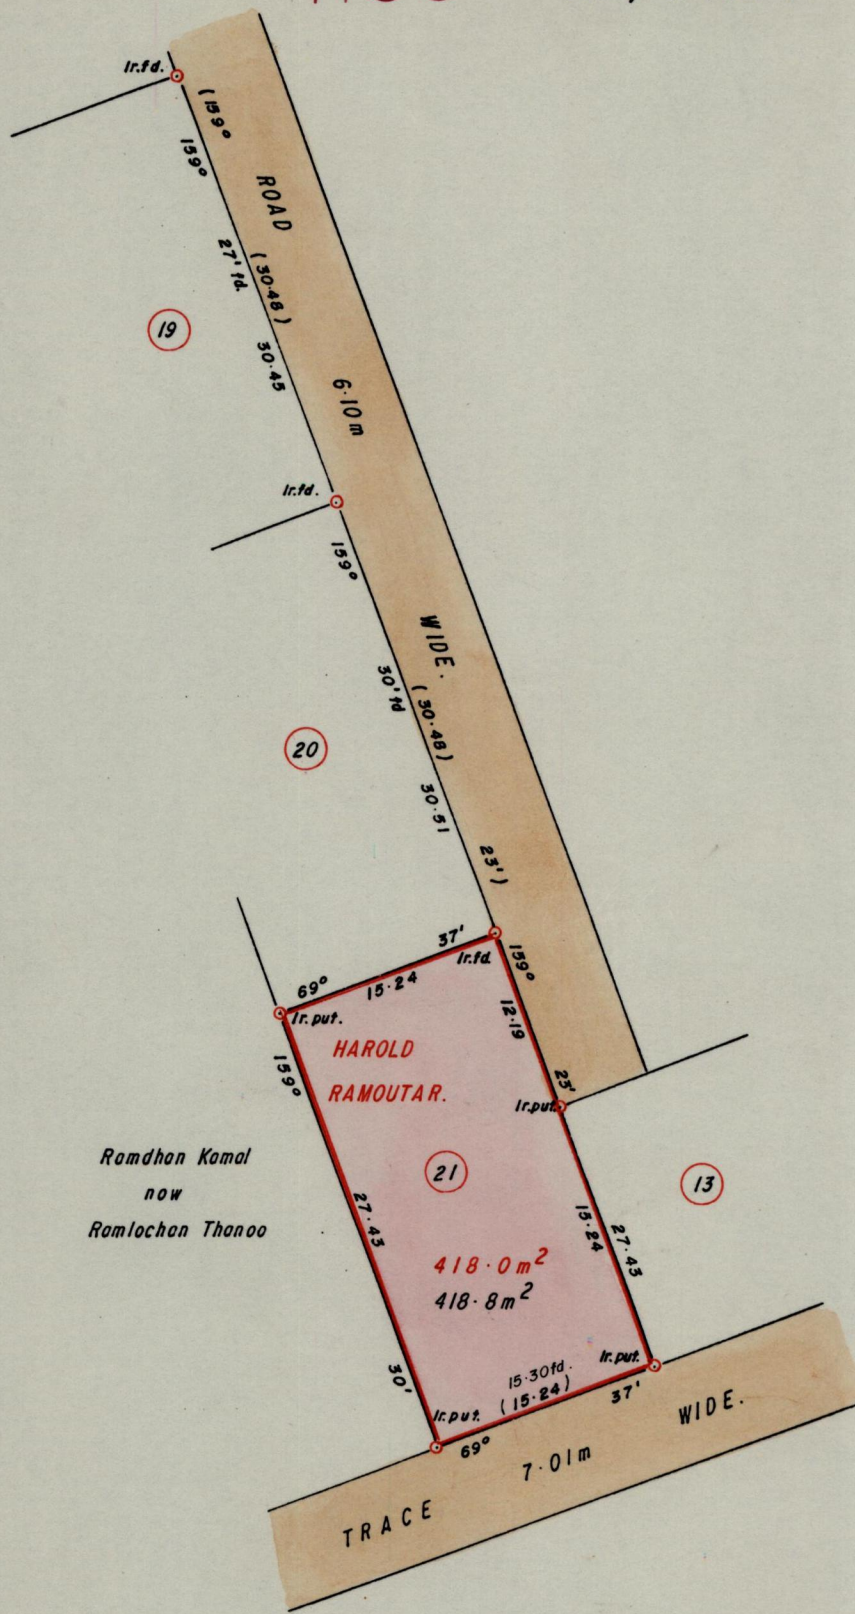 Ir.fd.
(159°
159°
ROAD
27' fd.
(30·48)
19
30·45
6·10m
Ir.fd.
159°
WIDE.
30' fd
(30·48)
20
30·51
23')
37'
Ir.fd.
159°
69°
15·24
Ir.put.
12·19
HAROLD
RAMOUTAR.
159°
23'
Ir.put.
Ramdhan Kamal
now
Ramlochan Thanoo
21
13
27·43
15·24
27·43
418·0m²
418·8m²
Ir.put.
15·30fd.
(15·24)
30'
37'
Ir.put.
69°
WIDE.
7·01m
TRACE